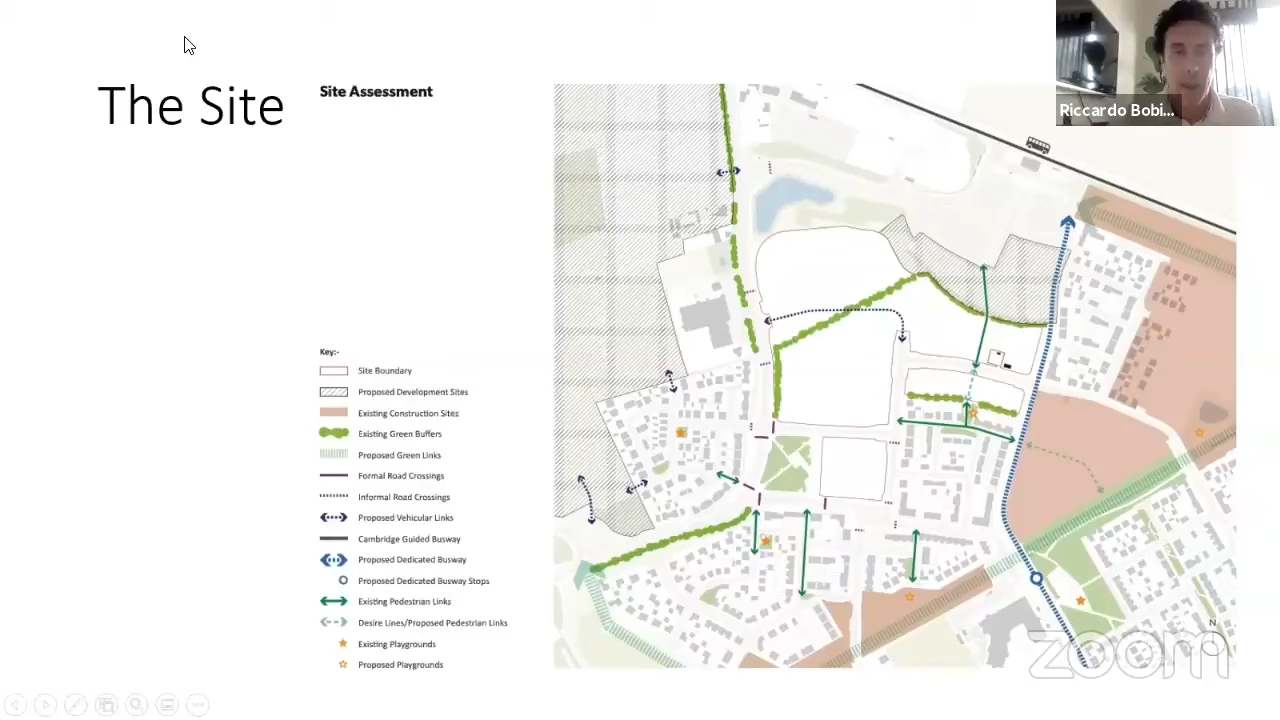 The Site
Site Assessment
Riccardo Bobi...
Key:-
Site Boundary
Proposed Development Sites
Existing Construction Sites
Existing Green Buffers
Proposed Green Links
Formal Road Crossings
Informal Road Crossings
Proposed Vehicular Links
Cambridge Guided Busway
Proposed Dedicated Busway
Proposed Dedicated Busway Stops
Existing Pedestrian Links
Desire Lines/Proposed Pedestrian Links
Existing Playgrounds
Proposed Playgrounds
N
zoom